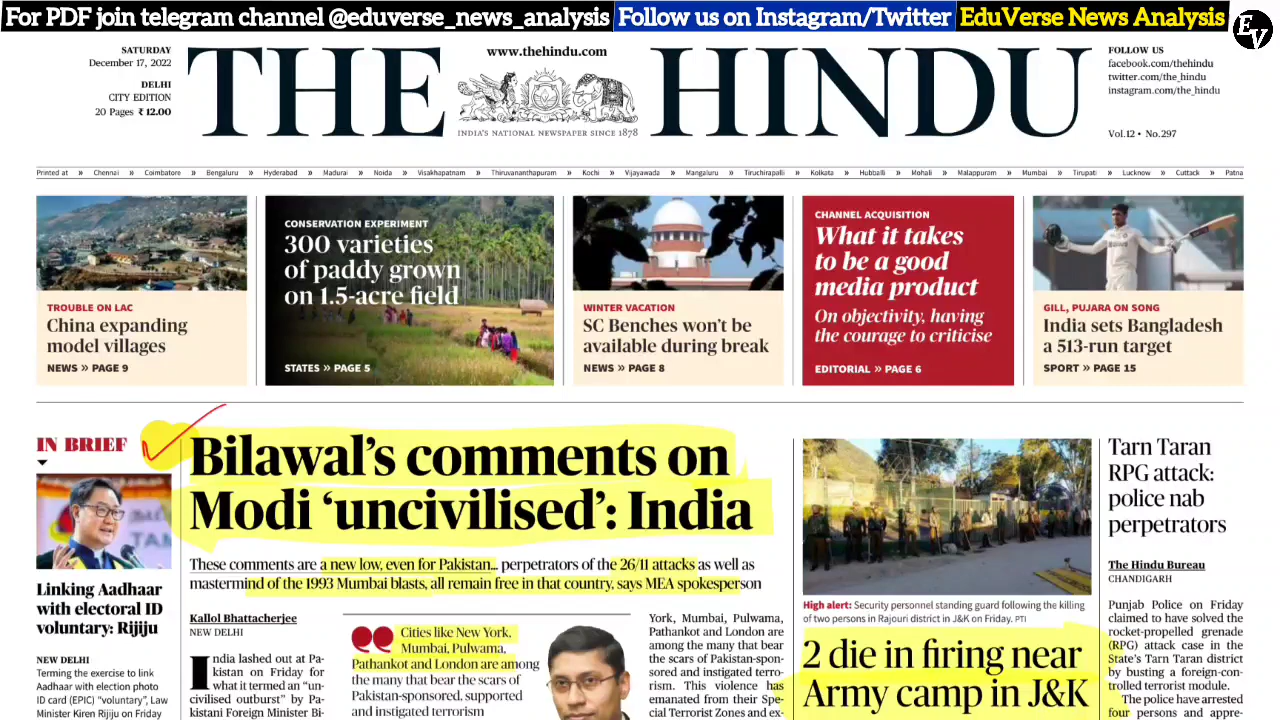 For PDF join telegram channel @eduverse_news_analysis Follow us on Instagram/Twitter EduVerse News Analysis
EV
SATURDAY
December 17, 2022
DELHI
CITY EDITION
20 Pages ₹ 12.00
THE HINDU
www.thehindu.com
INDIA'S NATIONAL NEWSPAPER SINCE 1878
FOLLOW US
facebook.com/thehindu
twitter.com/the_hindu
instagram.com/the_hindu
Vol.12 • No.297
Printed at » Chennai » Coimbatore » Bengaluru » Hyderabad » Madurai » Noida » Visakhapatnam » Thiruvananthapuram » Kochi » Vijayawada » Mangaluru » Tiruchirapalli » Kolkata » Hubballi » Mohali » Malappuram » Mumbai » Tirupati » Lucknow » Cuttack » Patna
TROUBLE ON LAC
China expanding
model villages
NEWS » PAGE 9
CONSERVATION EXPERIMENT
300 varieties
of paddy grown
on 1.5-acre field
STATES » PAGE 5
WINTER VACATION
SC Benches won't be
available during break
NEWS » PAGE 8
CHANNEL ACQUISITION
What it takes
to be a good
media product
On objectivity, having
the courage to criticise
EDITORIAL » PAGE 6
GILL, PUJARA ON SONG
India sets Bangladesh
a 513-run target
SPORT » PAGE 15
IN BRIEF
Linking Aadhaar
with electoral ID
voluntary: Rijiju
NEW DELHI
Terming the exercise to link
Aadhaar with election photo
ID card (EPIC) "voluntary", Law
Minister Kiren Rijiju on Friday
Bilawal's comments on
Modi 'uncivilised': India
These comments are a new low, even for Pakistan... perpetrators of the 26/11 attacks as well as
mastermind of the 1993 Mumbai blasts, all remain free in that country, says MEA spokesperson
Kallol Bhattacherjee
NEW DELHI
India lashed out at Pa-
kistan on Friday for
what it termed an "un-
civilised outburst" by Pa-
kistani Foreign Minister Bi-
Cities like New York,
Mumbai, Pulwama,
Pathankot and London are among
the many that bear the scars of
Pakistan-sponsored, supported
and instigated terrorism
York, Mumbai, Pulwama,
Pathankot and London are
among the many that bear
the scars of Pakistan-spon-
sored and instigated terro-
rism. This violence has
emanated from their Spe-
cial Terrorist Zones and ex-
High alert: Security personnel standing guard following the killing
of two persons in Rajouri district in J&K on Friday. PTI
2 die in firing near
Army camp in J&K
Tarn Taran
RPG attack:
police nab
perpetrators
The Hindu Bureau
CHANDIGARH
Punjab Police on Friday
claimed to have solved the
rocket-propelled grenade
(RPG) attack case in the
State's Tarn Taran district
by busting a foreign-con-
trolled terrorist module.
The police have arrested
four persons and appre-